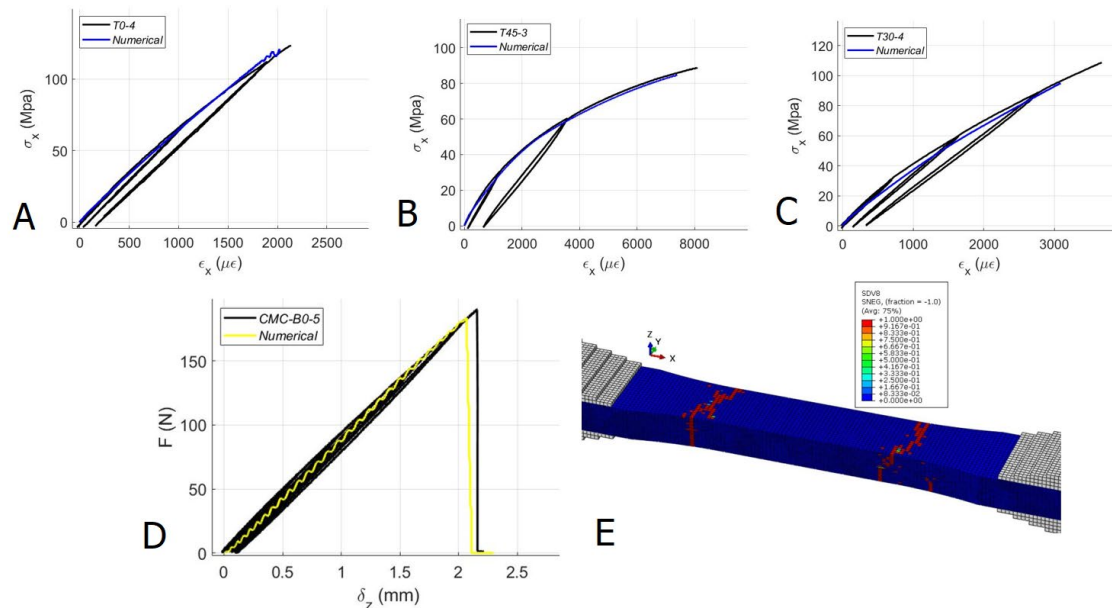 T0-4
Numerical
σx (Mpa)
100
50
0
0
500
1000
1500
2000
2500
ϵx (μϵ)
A
T45-3
Numerical
σx (Mpa)
100
80
60
40
20
0
0
2000
4000
6000
8000
ϵx (μϵ)
B
T30-4
Numerical
σx (Mpa)
120
100
80
60
40
20
0
0
1000
2000
3000
ϵx (μϵ)
C
CMC-B0-5
Numerical
F (N)
150
100
50
0
0
0.5
1
1.5
2
2.5
δz (mm)
D
SDV8
SNEG, (fraction = -1.0)
(Avg: 75%)
+1.000e+00
+9.167e-01
+8.333e-01
+7.500e-01
+6.667e-01
+5.833e-01
+5.000e-01
+4.167e-01
+3.333e-01
+2.500e-01
+1.667e-01
+8.333e-02
+0.000e+00
Z
Y
X
E